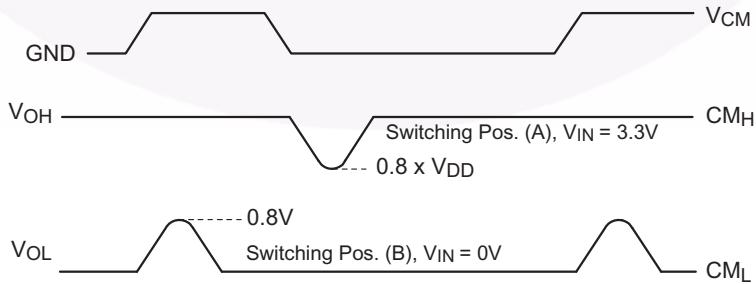 VCM
GND
VOH
CMH
Switching Pos. (A), VIN = 3.3V
0.8 x VDD
0.8V
VOL
Switching Pos. (B), VIN = 0V
CML